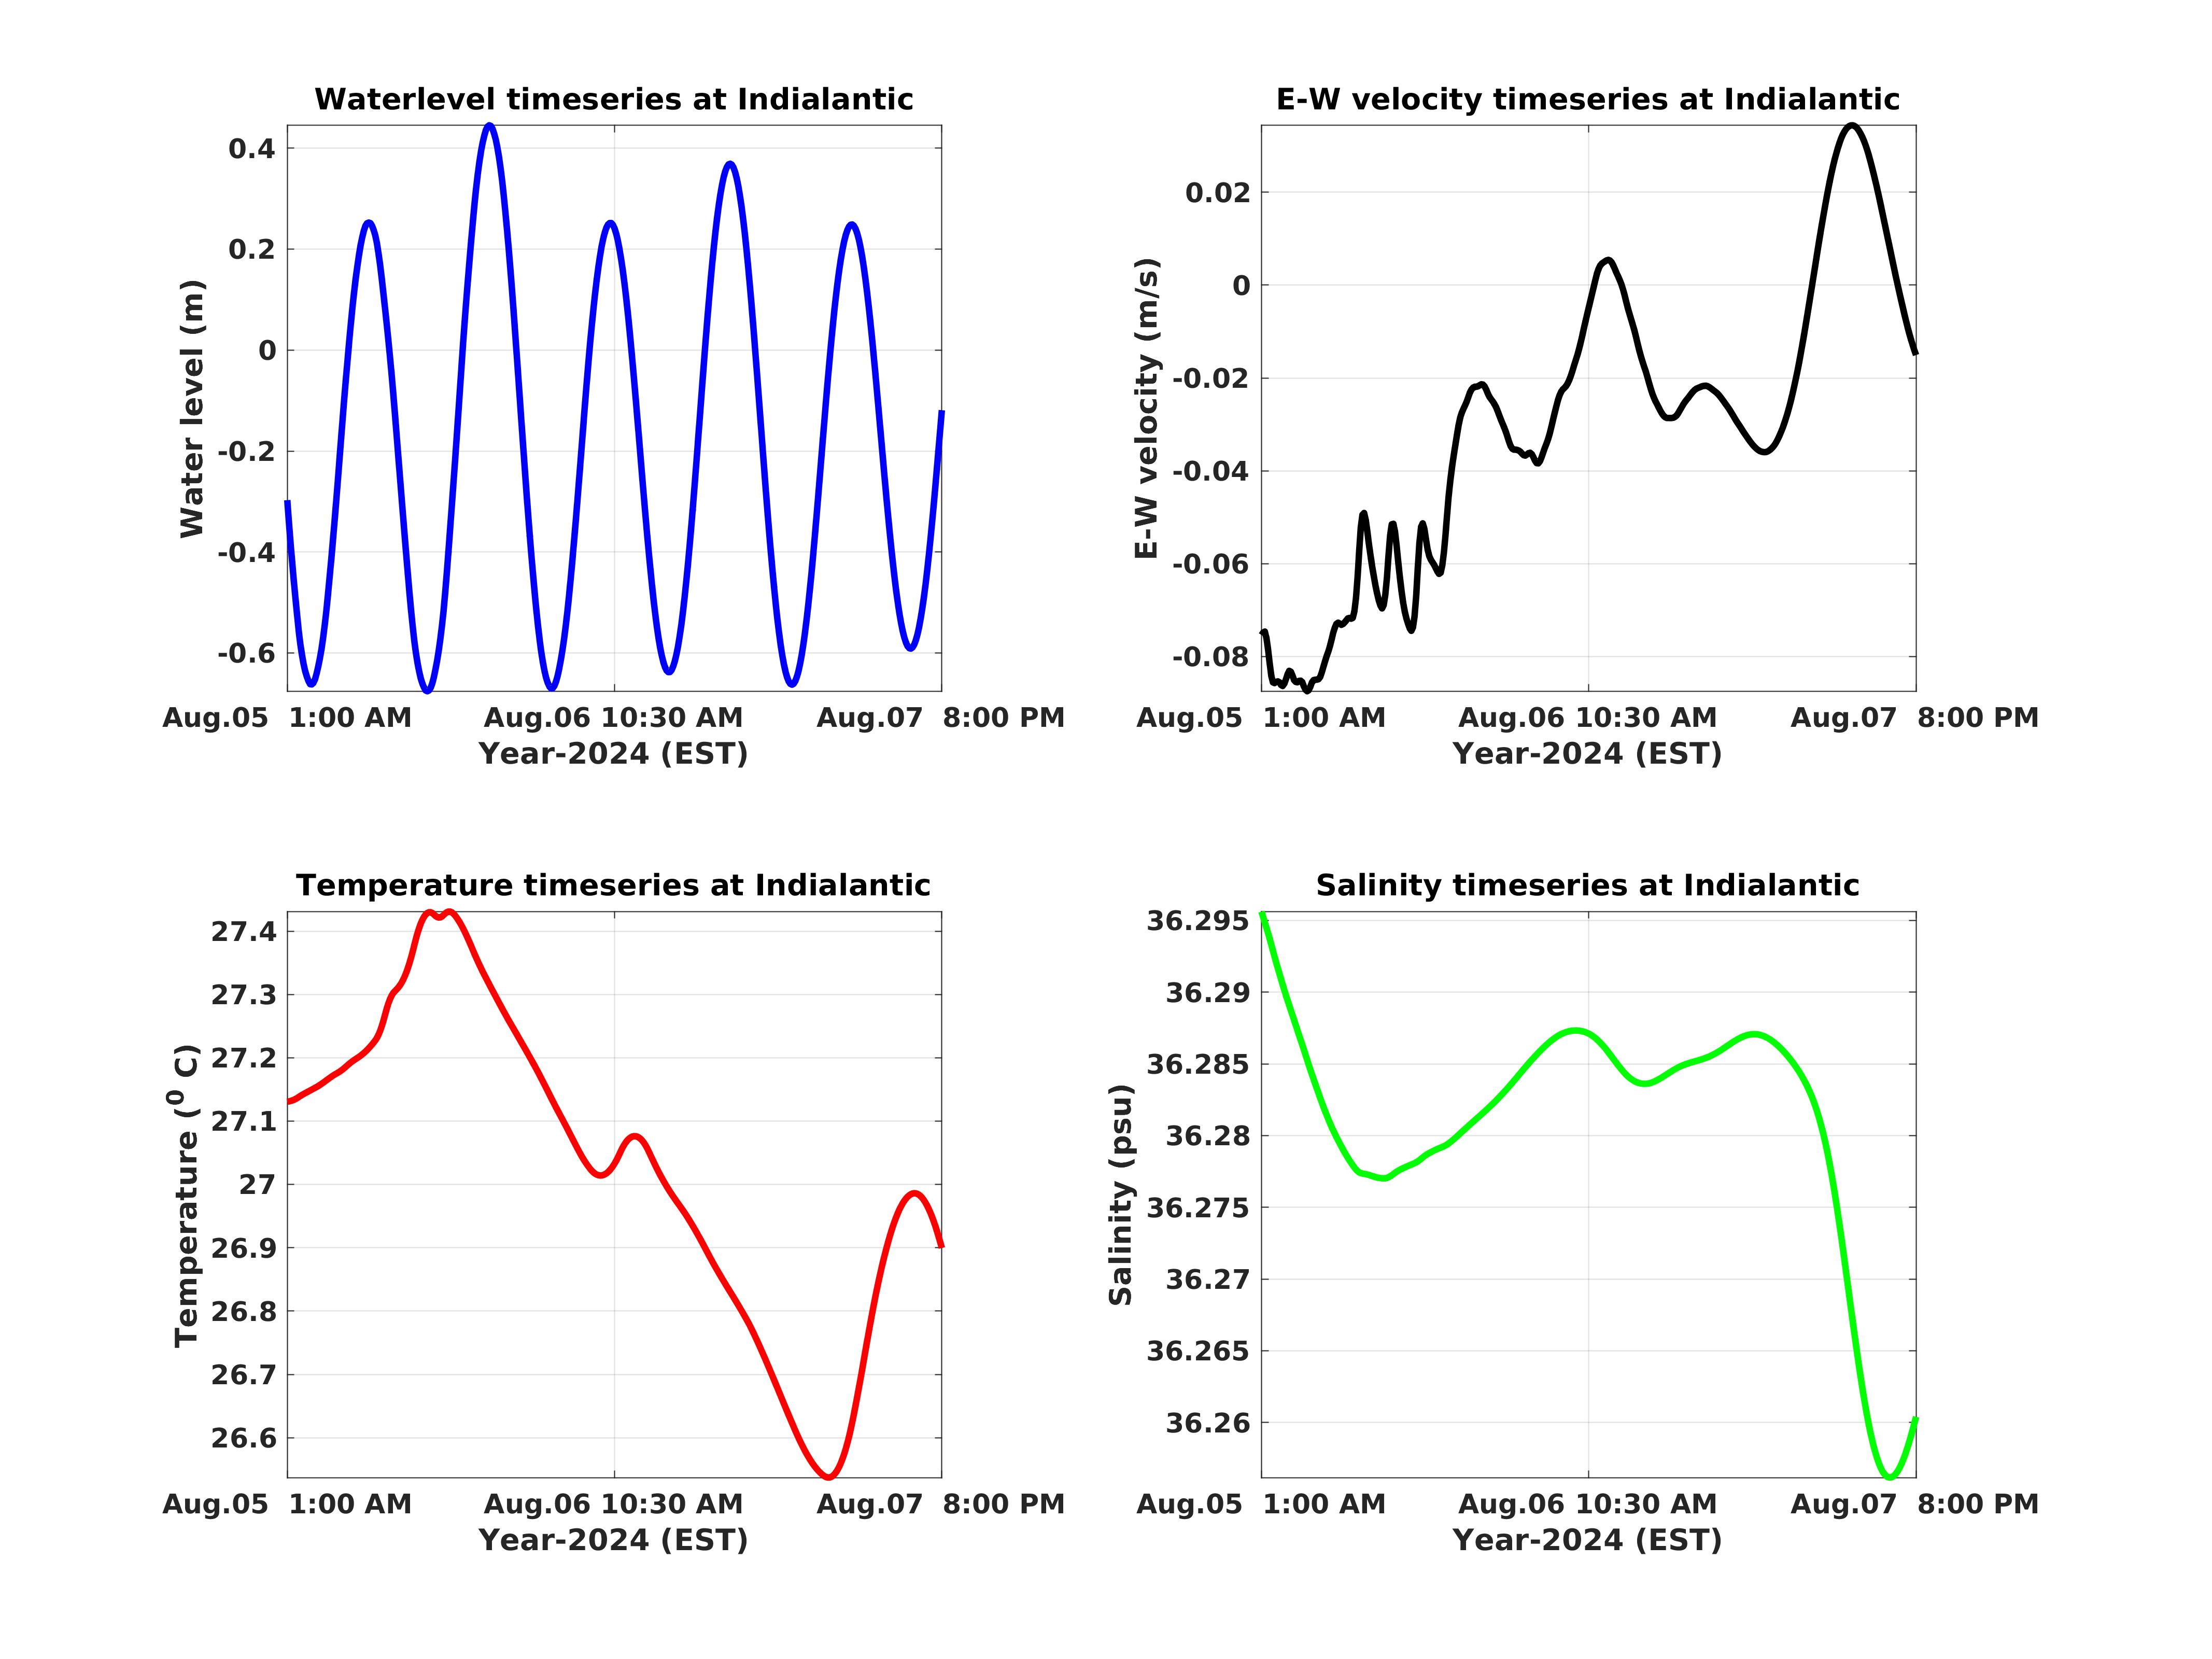 Waterlevel timeseries at Indialantic
0.4
0.2
0
-0.2
-0.4
-0.6
Water level (m)
Aug.05 1:00 AM Aug.06 10:30 AM Aug.07 8:00 PM
Year-2024 (EST)
E-W velocity timeseries at Indialantic
0.02
0
-0.02
-0.04
-0.06
-0.08
E-W velocity (m/s)
Aug.05 1:00 AM Aug.06 10:30 AM Aug.07 8:00 PM
Year-2024 (EST)
Temperature timeseries at Indialantic
27.4
27.3
27.2
27.1
27
26.9
26.8
26.7
26.6
Temperature (⁰ C)
Aug.05 1:00 AM Aug.06 10:30 AM Aug.07 8:00 PM
Year-2024 (EST)
Salinity timeseries at Indialantic
36.295
36.29
36.285
36.28
36.275
36.27
36.265
36.26
Salinity (psu)
Aug.05 1:00 AM Aug.06 10:30 AM Aug.07 8:00 PM
Year-2024 (EST)